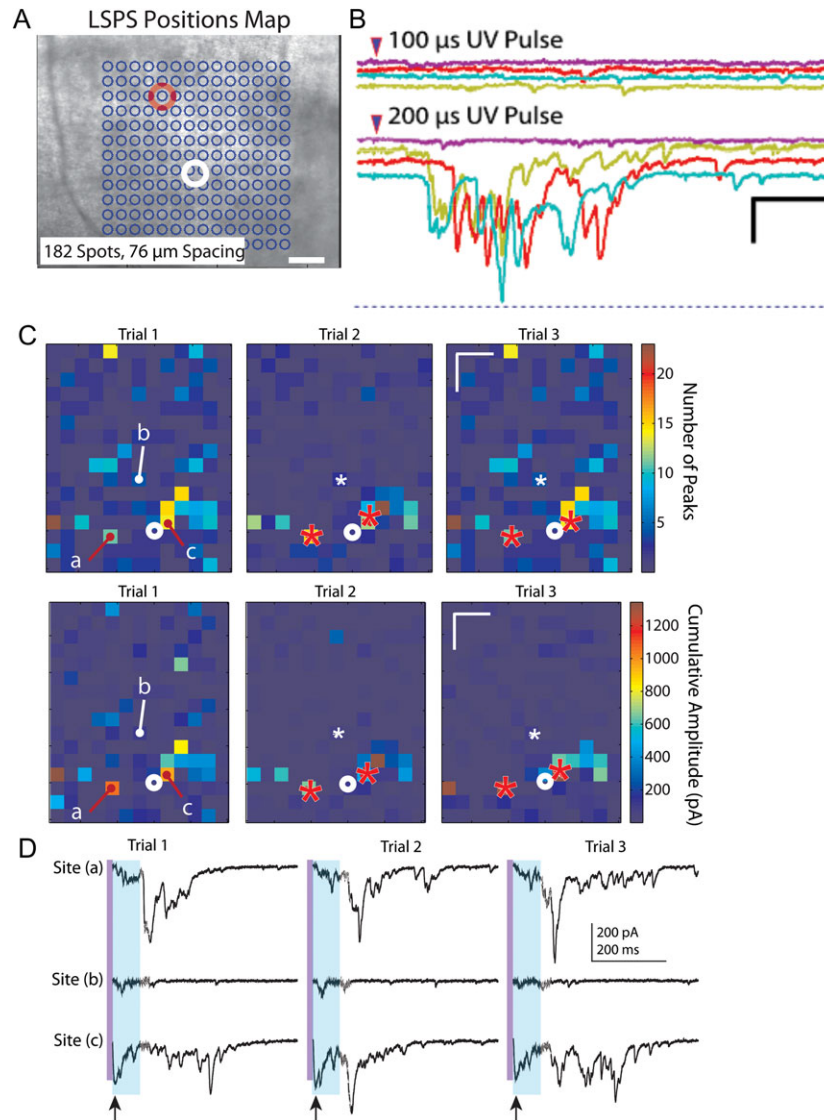 A
LSPS Positions Map
182 Spots, 76 µm Spacing
B
100 µs UV Pulse
200 µs UV Pulse
C
Trial 1
Trial 2
Trial 3
b
a
c
*
*
*
*
*
*
20
15
10
5
Number of Peaks
Trial 1
Trial 2
Trial 3
b
a
c
*
*
*
*
*
*
1200
1000
800
600
400
200
Cumulative Amplitude (pA)
D
Trial 1
Trial 2
Trial 3
Site (a)
200 pA
200 ms
Site (b)
Site (c)